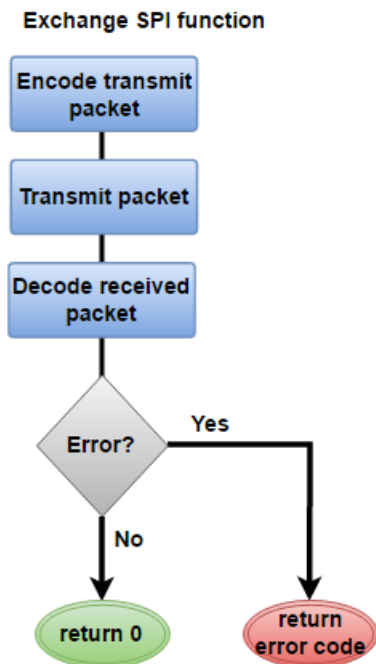 Exchange SPI function
Encode transmit
packet
Transmit packet
Decode received
packet
Error?
Yes
No
return 0
return
error code